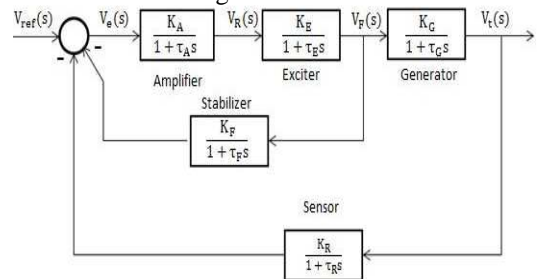 V_ref(s) V_e(s) K_A / 1 + τ_A s V_R(s) K_E / 1 + τ_E s V_F(s) K_G / 1 + τ_G s V_t(s)
- -
Amplifier Exciter Generator
Stabilizer
K_F / 1 + τ_F s
Sensor
K_R / 1 + τ_R s